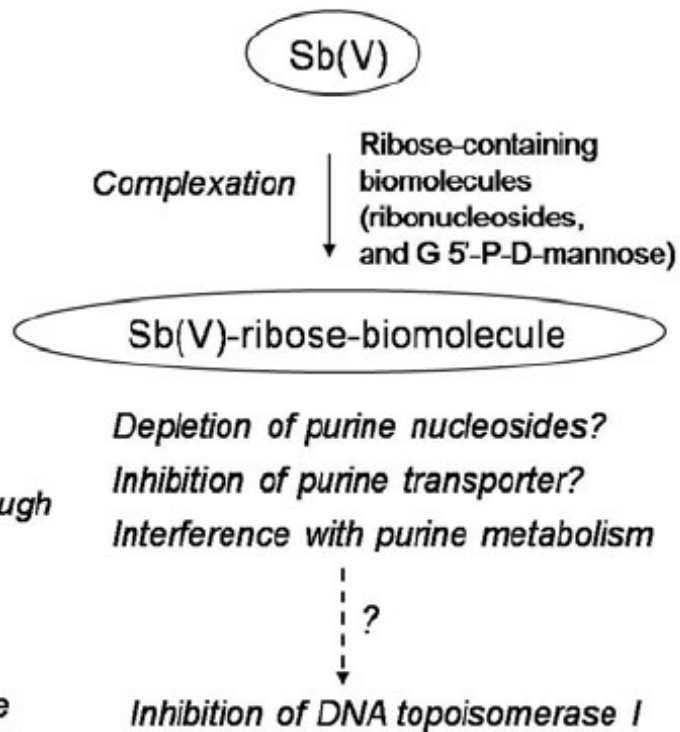 Sb(V)
Complexation
Ribose-containing
biomolecules
(ribonucleosides,
and G 5'-P-D-mannose)
Sb(V)-ribose-biomolecule
Depletion of purine nucleosides?
Inhibition of purine transporter?
ugh
Interference with purine metabolism
?
e
Inhibition of DNA topoisomerase I